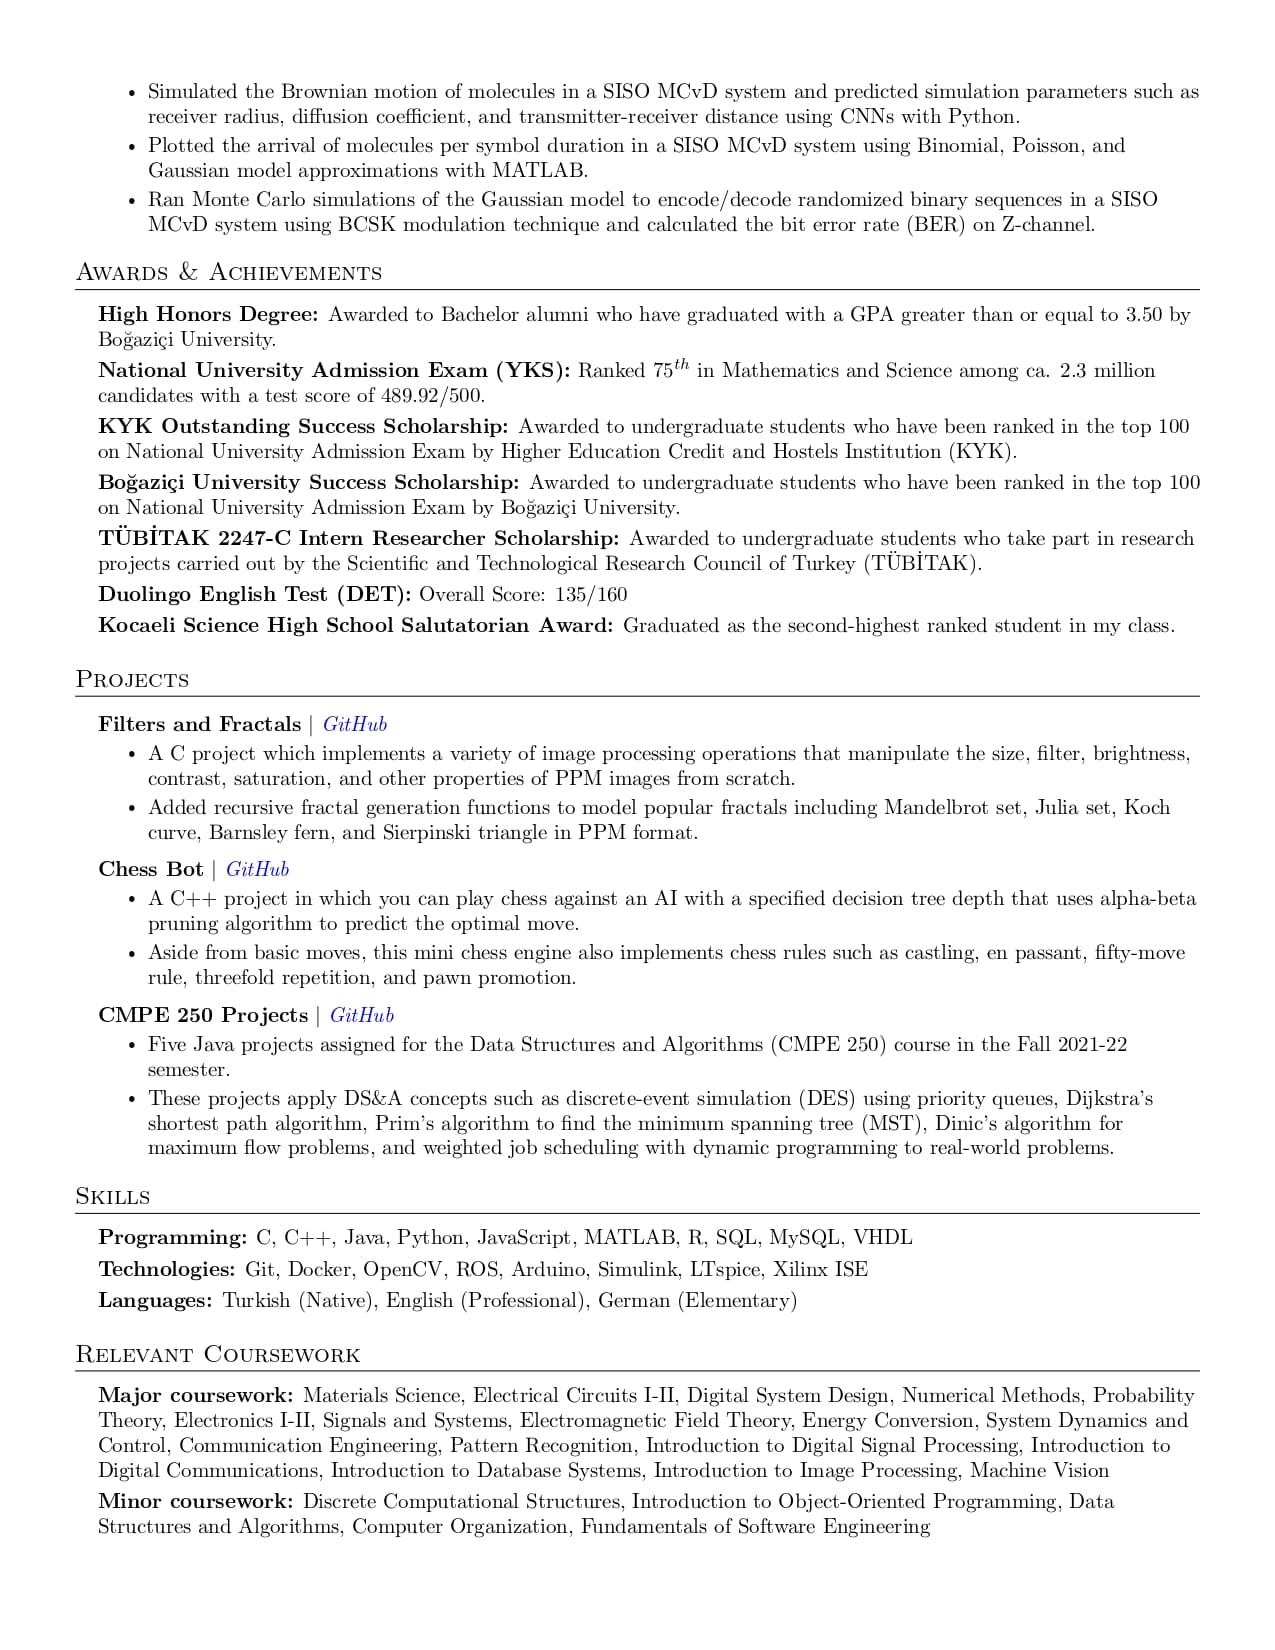 • Simulated the Brownian motion of molecules in a SISO MCvD system and predicted simulation parameters such as
receiver radius, diffusion coefficient, and transmitter-receiver distance using CNNs with Python.
• Plotted the arrival of molecules per symbol duration in a SISO MCvD system using Binomial, Poisson, and
Gaussian model approximations with MATLAB.
• Ran Monte Carlo simulations of the Gaussian model to encode/decode randomized binary sequences in a SISO
MCvD system using BCSK modulation technique and calculated the bit error rate (BER) on Z-channel.
Awards & Achievements
High Honors Degree: Awarded to Bachelor alumni who have graduated with a GPA greater than or equal to 3.50 by
Boğaziçi University.
National University Admission Exam (YKS): Ranked 75th in Mathematics and Science among ca. 2.3 million
candidates with a test score of 489.92/500.
KYK Outstanding Success Scholarship: Awarded to undergraduate students who have been ranked in the top 100
on National University Admission Exam by Higher Education Credit and Hostels Institution (KYK).
Boğaziçi University Success Scholarship: Awarded to undergraduate students who have been ranked in the top 100
on National University Admission Exam by Boğaziçi University.
TÜBİTAK 2247-C Intern Researcher Scholarship: Awarded to undergraduate students who take part in research
projects carried out by the Scientific and Technological Research Council of Turkey (TÜBİTAK).
Duolingo English Test (DET): Overall Score: 135/160
Kocaeli Science High School Salutatorian Award: Graduated as the second-highest ranked student in my class.
Projects
Filters and Fractals | GitHub
• A C project which implements a variety of image processing operations that manipulate the size, filter, brightness,
contrast, saturation, and other properties of PPM images from scratch.
• Added recursive fractal generation functions to model popular fractals including Mandelbrot set, Julia set, Koch
curve, Barnsley fern, and Sierpinski triangle in PPM format.
Chess Bot | GitHub
• A C++ project in which you can play chess against an AI with a specified decision tree depth that uses alpha-beta
pruning algorithm to predict the optimal move.
• Aside from basic moves, this mini chess engine also implements chess rules such as castling, en passant, fifty-move
rule, threefold repetition, and pawn promotion.
CMPE 250 Projects | GitHub
• Five Java projects assigned for the Data Structures and Algorithms (CMPE 250) course in the Fall 2021-22
semester.
• These projects apply DS&A concepts such as discrete-event simulation (DES) using priority queues, Dijkstra's
shortest path algorithm, Prim's algorithm to find the minimum spanning tree (MST), Dinic's algorithm for
maximum flow problems, and weighted job scheduling with dynamic programming to real-world problems.
Skills
Programming: C, C++, Java, Python, JavaScript, MATLAB, R, SQL, MySQL, VHDL
Technologies: Git, Docker, OpenCV, ROS, Arduino, Simulink, LTspice, Xilinx ISE
Languages: Turkish (Native), English (Professional), German (Elementary)
Relevant Coursework
Major coursework: Materials Science, Electrical Circuits I-II, Digital System Design, Numerical Methods, Probability
Theory, Electronics I-II, Signals and Systems, Electromagnetic Field Theory, Energy Conversion, System Dynamics and
Control, Communication Engineering, Pattern Recognition, Introduction to Digital Signal Processing, Introduction to
Digital Communications, Introduction to Database Systems, Introduction to Image Processing, Machine Vision
Minor coursework: Discrete Computational Structures, Introduction to Object-Oriented Programming, Data
Structures and Algorithms, Computer Organization, Fundamentals of Software Engineering